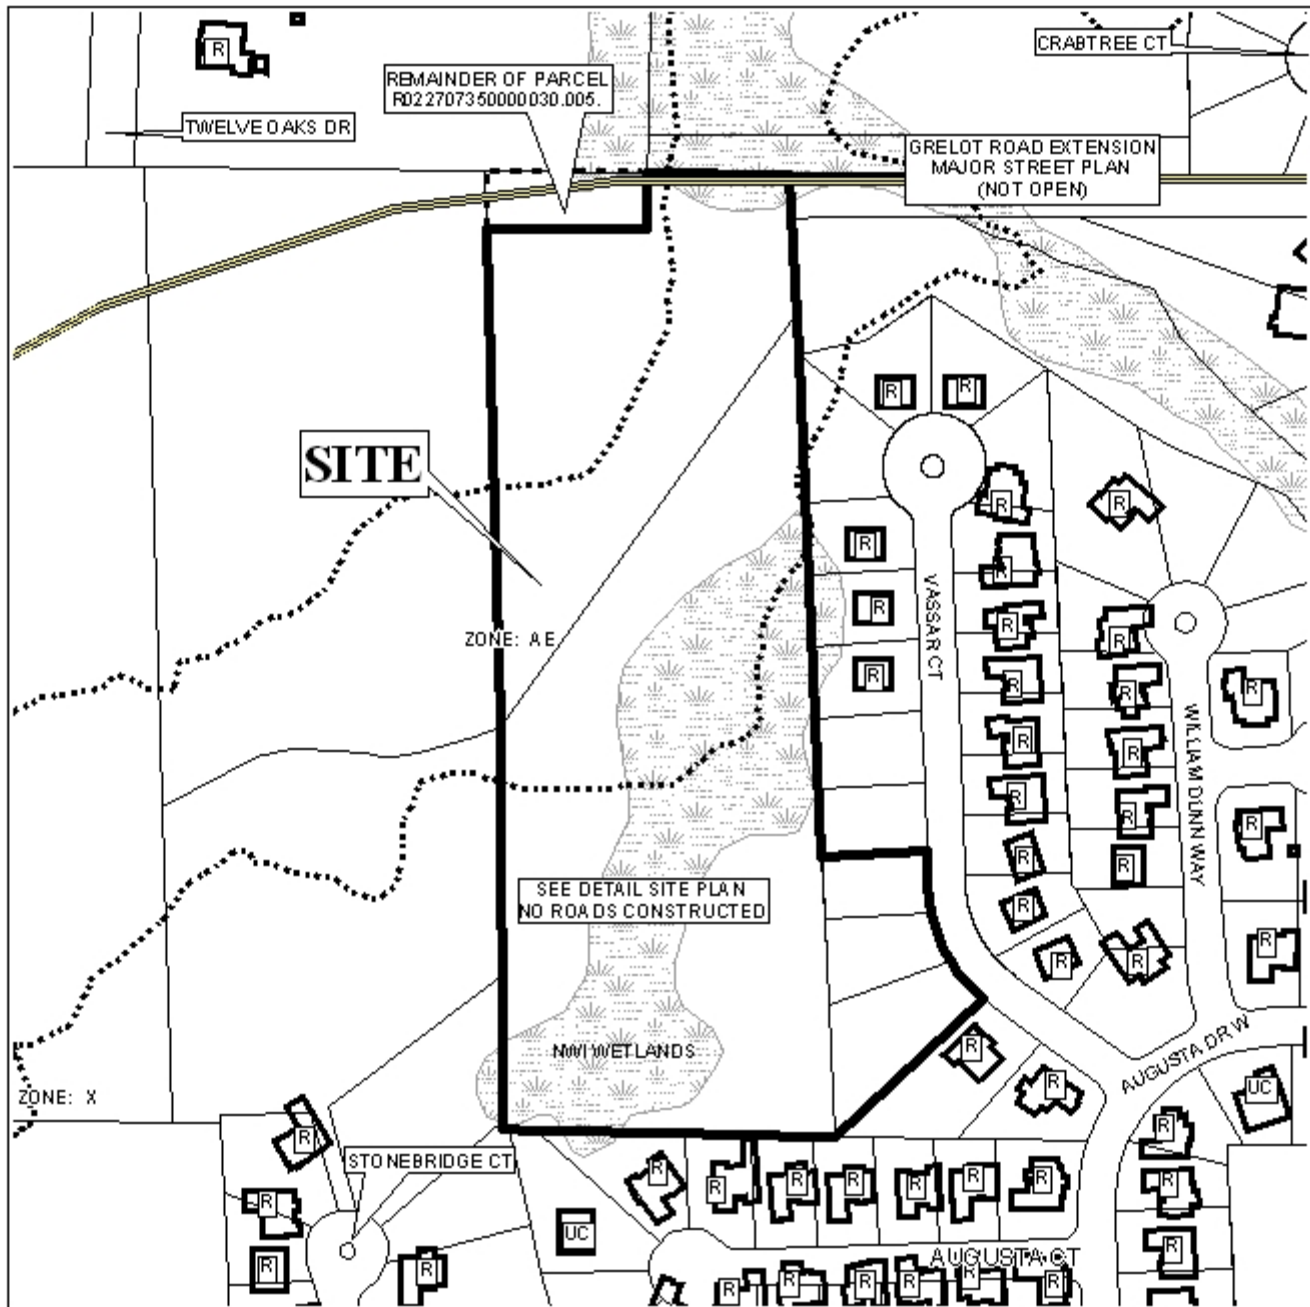 R
CRABTREE CT
REMAINDER OF PARCEL
R022707350000030.005.
TWELVE OAKS DR
GRELOT ROAD EXTENSION
MAJOR STREET PLAN
(NOT OPEN)
R
R
SITE
R
R
R
R
VASSAR CT
R
R
R
R
ZONE: AE
R
R
R
R
WILLIAM DUNN WAY
R
R
R
R
R
R
R
R
SEE DETAIL SITE PLAN
NO ROADS CONSTRUCTED
R
R
R
R
NWI WETLANDS
R
AUGUSTA DR W
R
UC
ZONE: X
R
R
STONEBRIDGE CT
R
R
R
R
R
R
R
R
R
UC
R
R
R
AUGUSTA CT
R
R
R
R
R
R